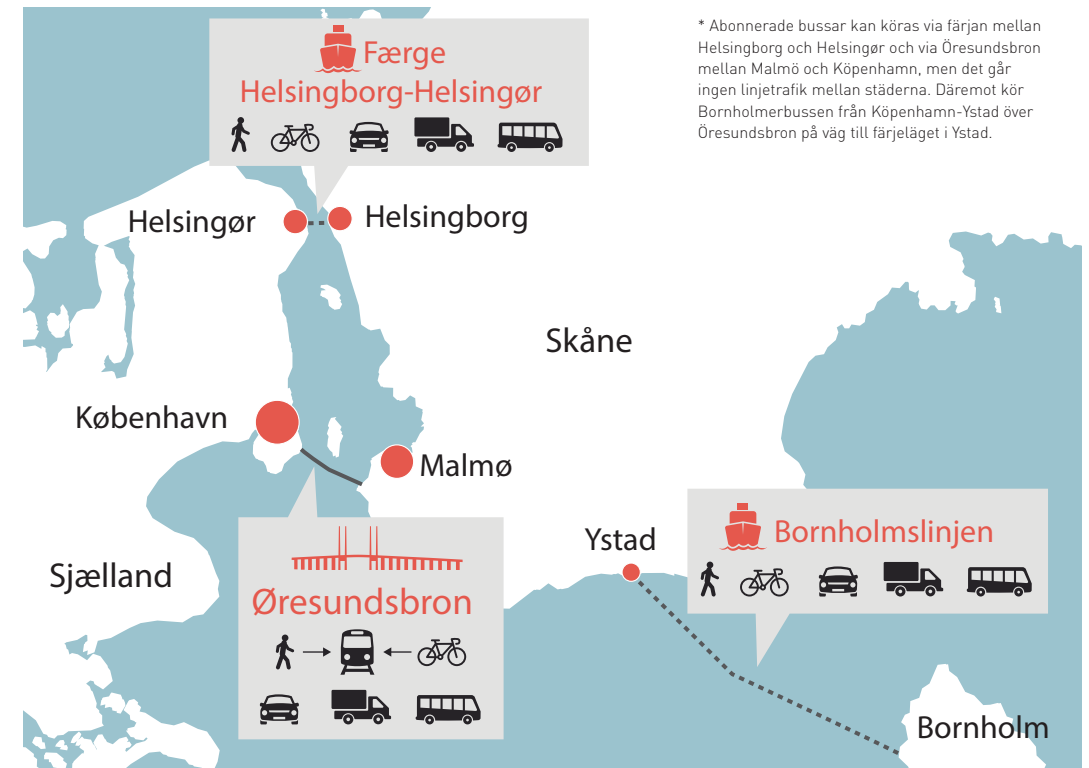 * Abonnerade bussar kan köras via färjan mellan
Helsingborg och Helsingør och via Öresundsbron
mellan Malmö och Köpenhamn, men det går
ingen linjetrafik mellan städerna. Däremot kör
Bornholmerbussen från Köpenhamn-Ystad över
Öresundsbron på väg till färjeläget i Ystad.
Færge
Helsingborg-Helsingør
Helsingør
Helsingborg
Skåne
København
Malmø
Ystad
Bornholmslinjen
Sjælland
Øresundsbron
Bornholm